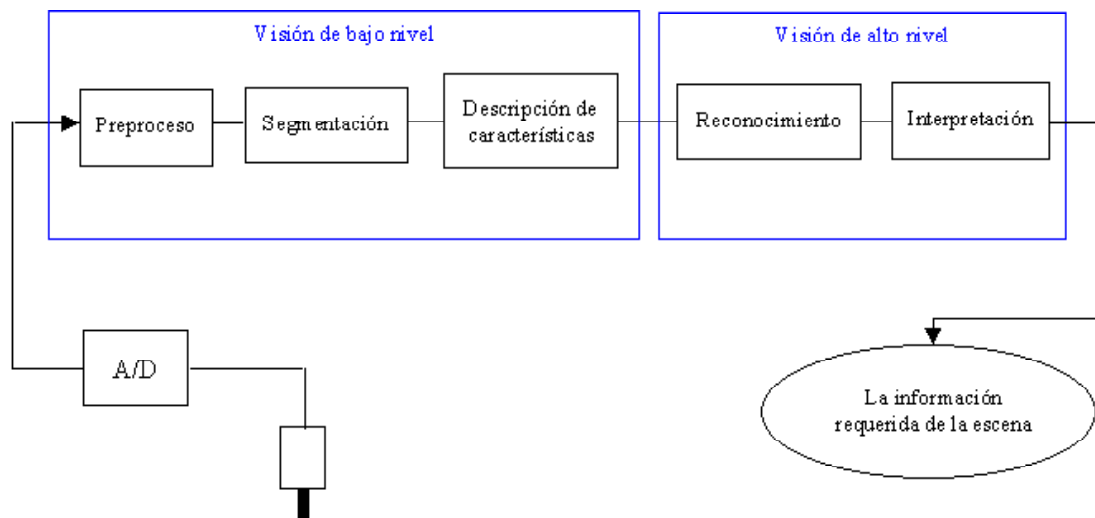 Visión de bajo nivel
Visión de alto nivel
Preproceso
Segmentación
Descripción de
características
Reconocimiento
Interpretación
A/D
La información
requerida de la escena